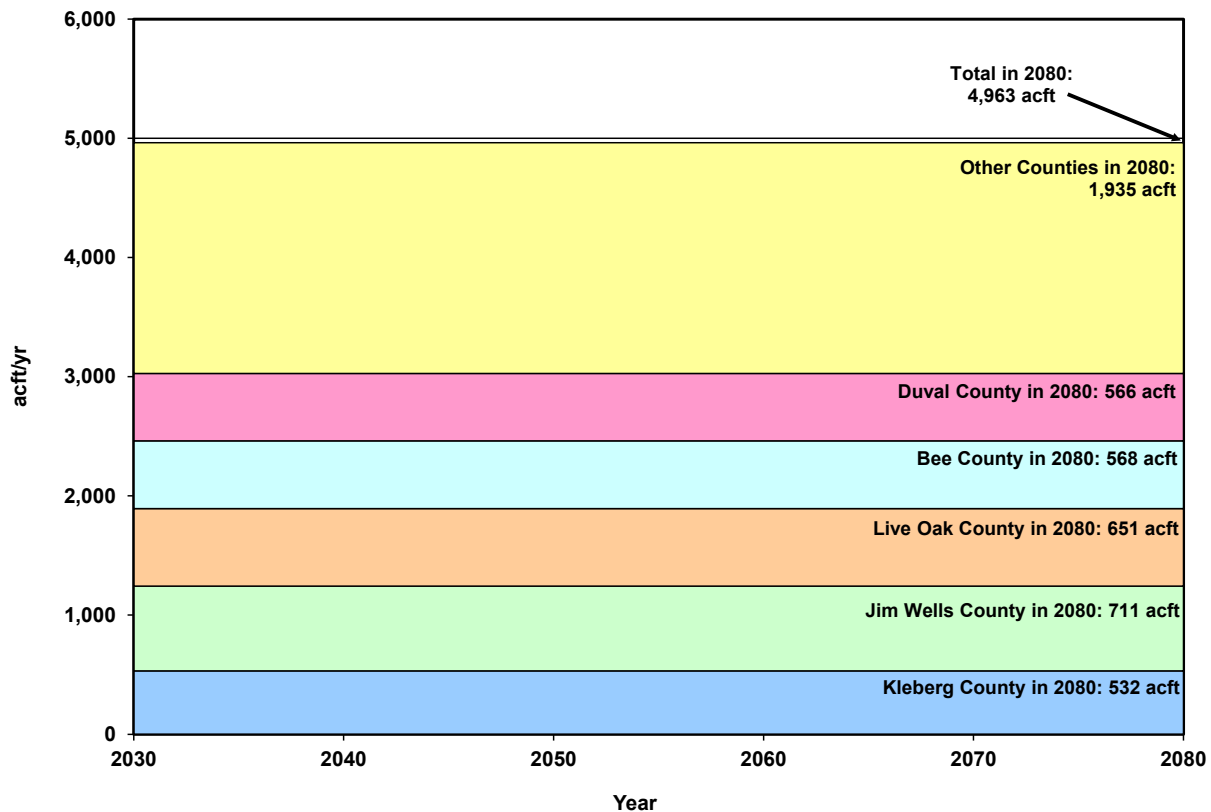 6,000
Total in 2080:
4,963 acft
5,000
Other Counties in 2080:
1,935 acft
4,000
acft/yr
3,000
Duval County in 2080: 566 acft
Bee County in 2080: 568 acft
2,000
Live Oak County in 2080: 651 acft
1,000
Jim Wells County in 2080: 711 acft
Kleberg County in 2080: 532 acft
0
2030 2040 2050 2060 2070 2080
Year